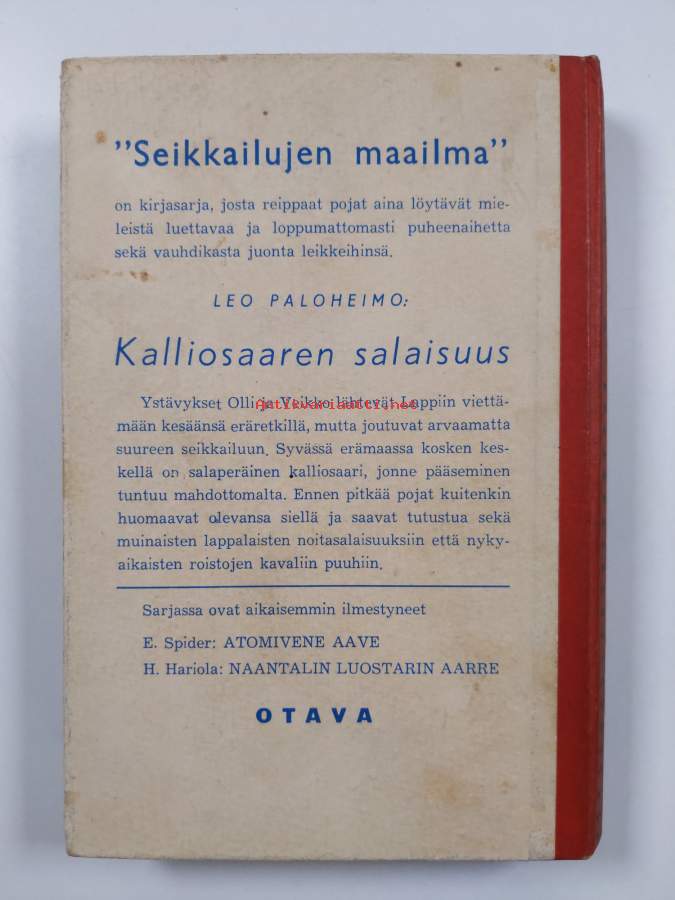 "Seikkailujen maailma"
on kirjasarja, josta reippaat pojat aina löytävät mie-
leistä luettavaa ja loppumattomasti puheenaihetta
sekä vauhdikasta juonta leikkeihinsä.
LEO PALOHEIMO:
Kalliosaaren salaisuus
Ystävykset Olli ja Veikko lähtevät Lappiin viettä-
Antikvariaatti.net
mään kesäänsä eräretkillä, mutta joutuvat arvaamatta
suureen seikkailuun. Syvässä erämaassa kosken kes-
kellä on salaperäinen kalliosaari, jonne pääseminen
tuntuu mahdottomalta. Ennen pitkää pojat kuitenkin
huomaavat olevansa siellä ja saavat tutustua sekä
muinaisten lappalaisten noitasalaisuuksiin että nyky-
aikaisten roistojen kavaliin puuhiin.
Sarjassa ovat aikaisemmin ilmestyneet
E. Spider: ATOMIVENE AAVE
H. Hariola: NAANTALIN LUOSTARIN AARRE
OTAVA